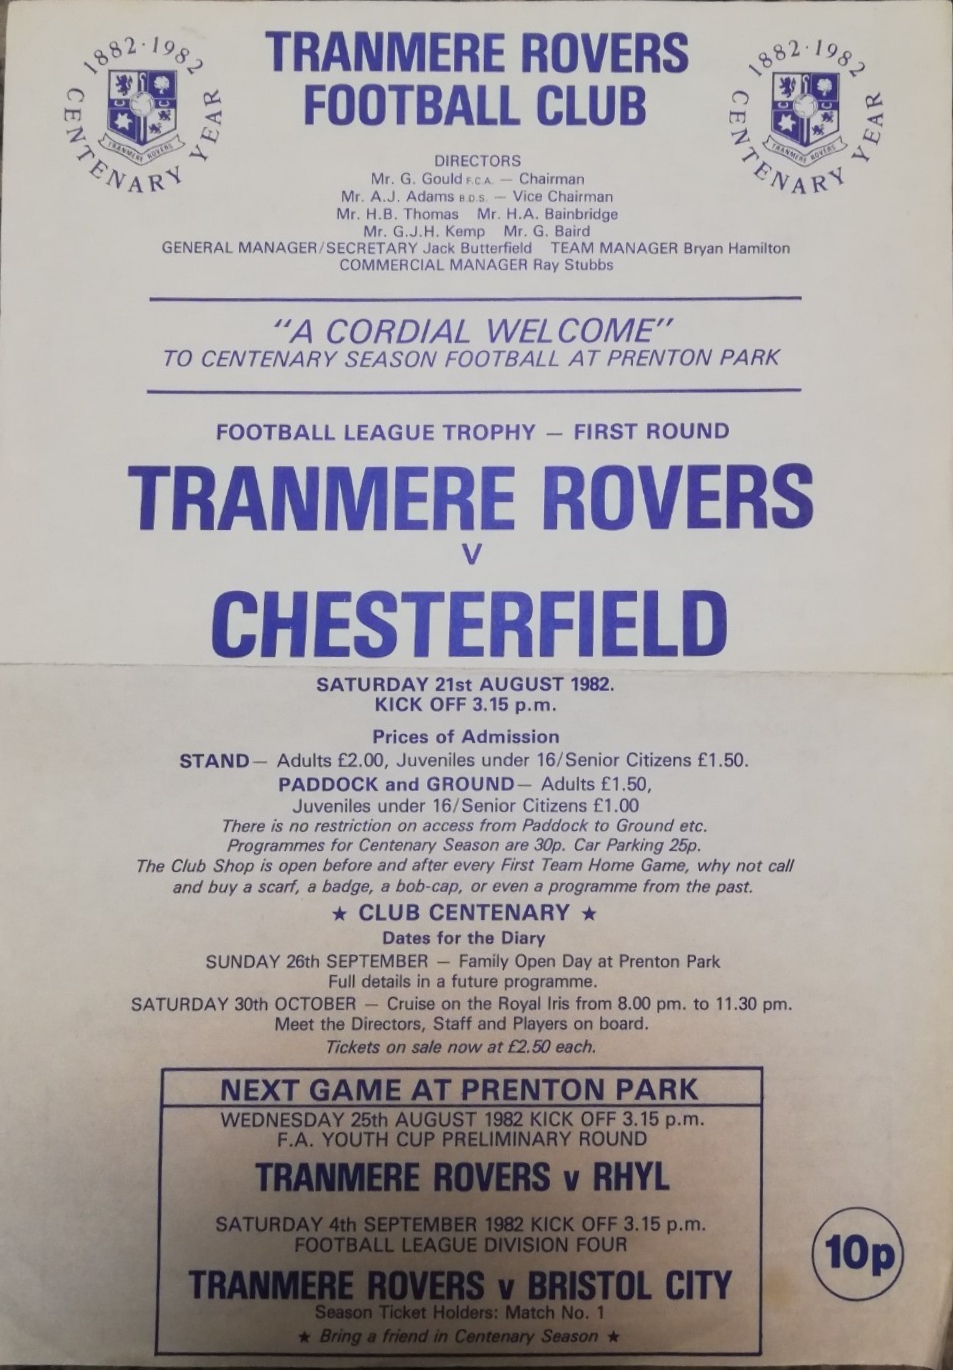 1882·1982
CENTENARY YEAR
TRANMERE ROVERS
TRANMERE ROVERS
FOOTBALL CLUB
1882·1982
CENTENARY YEAR
TRANMERE ROVERS
DIRECTORS
Mr. G. Gould F.C.A. — Chairman
Mr. A.J. Adams B.D.S. — Vice Chairman
Mr. H.B. Thomas Mr. H.A. Bainbridge
Mr. G.J.H. Kemp Mr. G. Baird
GENERAL MANAGER/SECRETARY Jack Butterfield TEAM MANAGER Bryan Hamilton
COMMERCIAL MANAGER Ray Stubbs
"A CORDIAL WELCOME"
TO CENTENARY SEASON FOOTBALL AT PRENTON PARK
FOOTBALL LEAGUE TROPHY — FIRST ROUND
TRANMERE ROVERS
V
CHESTERFIELD
SATURDAY 21st AUGUST 1982.
KICK OFF 3.15 p.m.
Prices of Admission
STAND— Adults £2.00, Juveniles under 16/Senior Citizens £1.50.
PADDOCK and GROUND— Adults £1.50,
Juveniles under 16/Senior Citizens £1.00
There is no restriction on access from Paddock to Ground etc.
Programmes for Centenary Season are 30p. Car Parking 25p.
The Club Shop is open before and after every First Team Home Game, why not call
and buy a scarf, a badge, a bob-cap, or even a programme from the past.
★ CLUB CENTENARY ★
Dates for the Diary
SUNDAY 26th SEPTEMBER — Family Open Day at Prenton Park
Full details in a future programme.
SATURDAY 30th OCTOBER — Cruise on the Royal Iris from 8.00 pm. to 11.30 pm.
Meet the Directors, Staff and Players on board.
Tickets on sale now at £2.50 each.
NEXT GAME AT PRENTON PARK
WEDNESDAY 25th AUGUST 1982 KICK OFF 3.15 p.m.
F.A. YOUTH CUP PRELIMINARY ROUND
TRANMERE ROVERS v RHYL
SATURDAY 4th SEPTEMBER 1982 KICK OFF 3.15 p.m.
FOOTBALL LEAGUE DIVISION FOUR
TRANMERE ROVERS v BRISTOL CITY
Season Ticket Holders: Match No. 1
★ Bring a friend in Centenary Season ★
10p